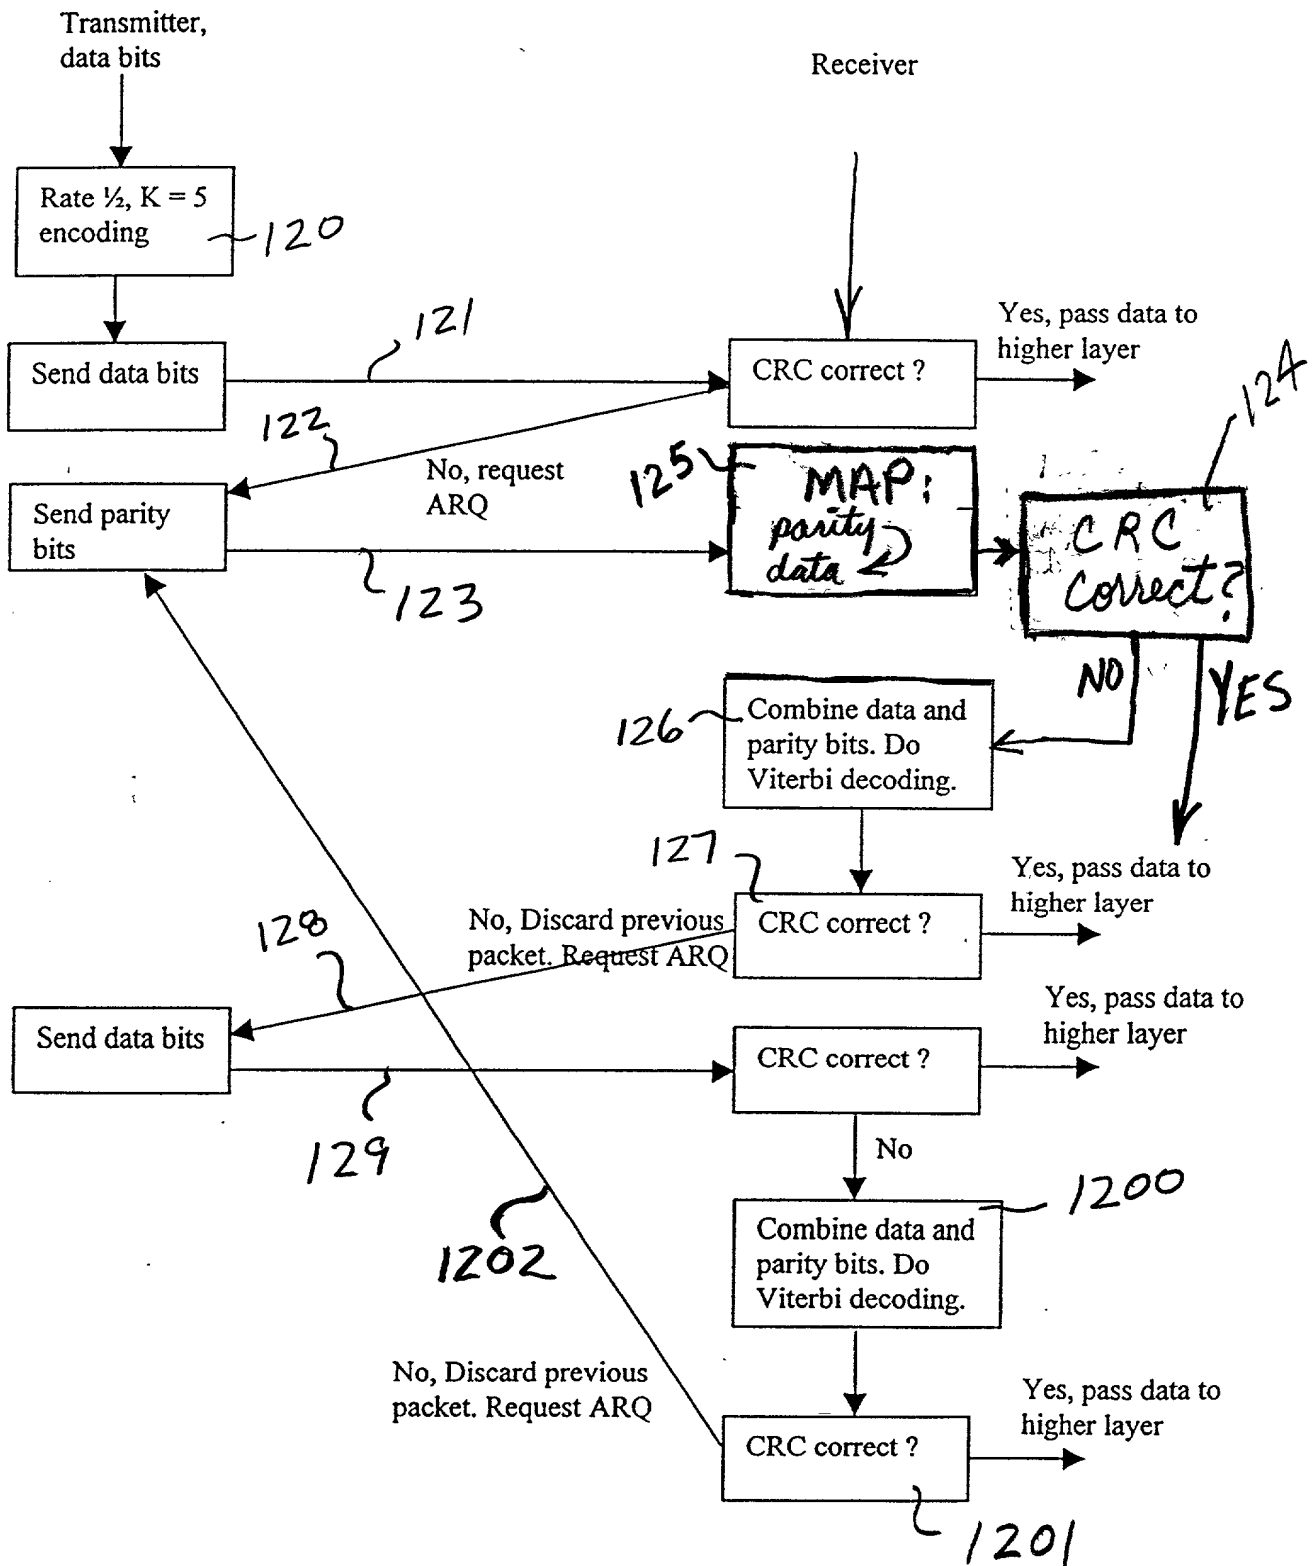 Transmitter,
data bits
Receiver
Rate ½, K = 5
encoding
120
121
Yes, pass data to
higher layer
Send data bits
CRC correct ?
124
122
No, request
ARQ
125
MAP:
parity
data
CRC
correct?
Send parity
bits
123
NO
YES
126
Combine data and
parity bits. Do
Viterbi decoding.
127
Yes, pass data to
higher layer
CRC correct ?
No, Discard previous
packet. Request ARQ
128
Yes, pass data to
higher layer
Send data bits
CRC correct ?
129
No
1200
1202
Combine data and
parity bits. Do
Viterbi decoding.
No, Discard previous
packet. Request ARQ
Yes, pass data to
higher layer
CRC correct ?
1201